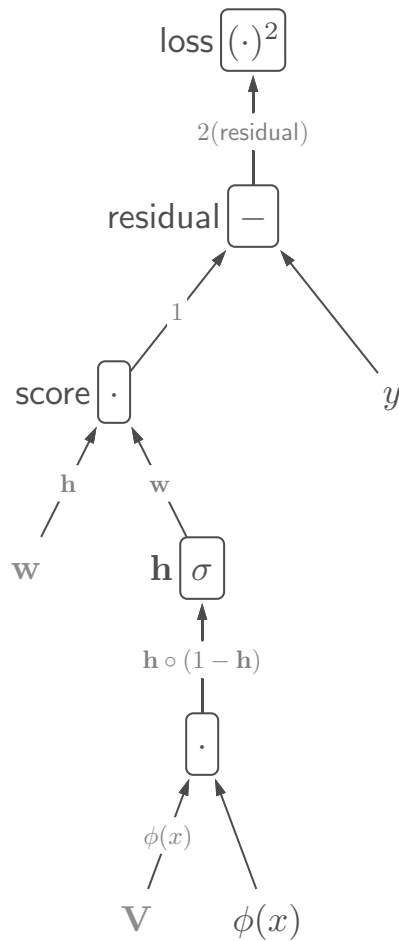 loss (·)²
2(residual)
residual −
1
score ·
y
h w
w
h σ
h ∘ (1 − h)
·
ϕ(x)
V ϕ(x)